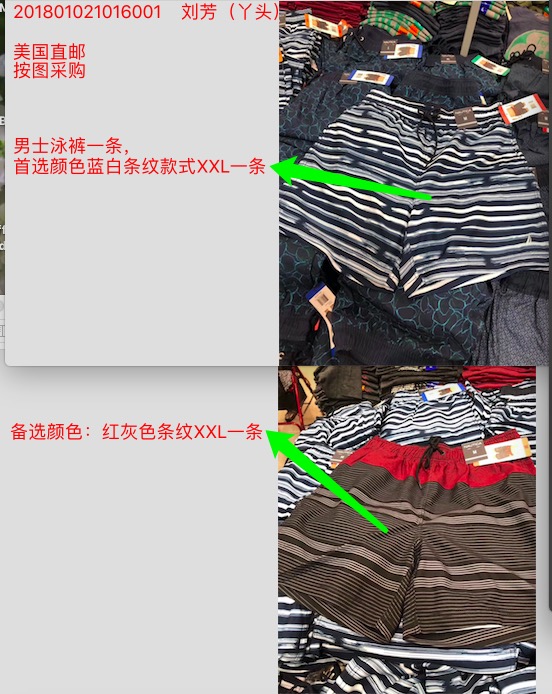 201801021016001 刘芳（丫头）
美国直邮
按图采购
男士泳裤一条，
首选颜色蓝白条纹款式XXL一条
备选颜色：红灰色条纹XXL一条